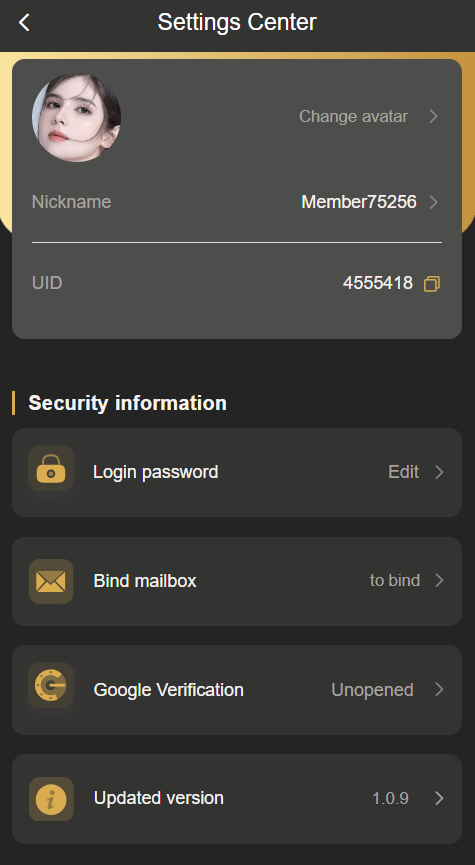 Settings Center
Change avatar
Nickname Member75256
UID 4555418
Security information
Login password Edit
Bind mailbox to bind
Google Verification Unopened
Updated version 1.0.9